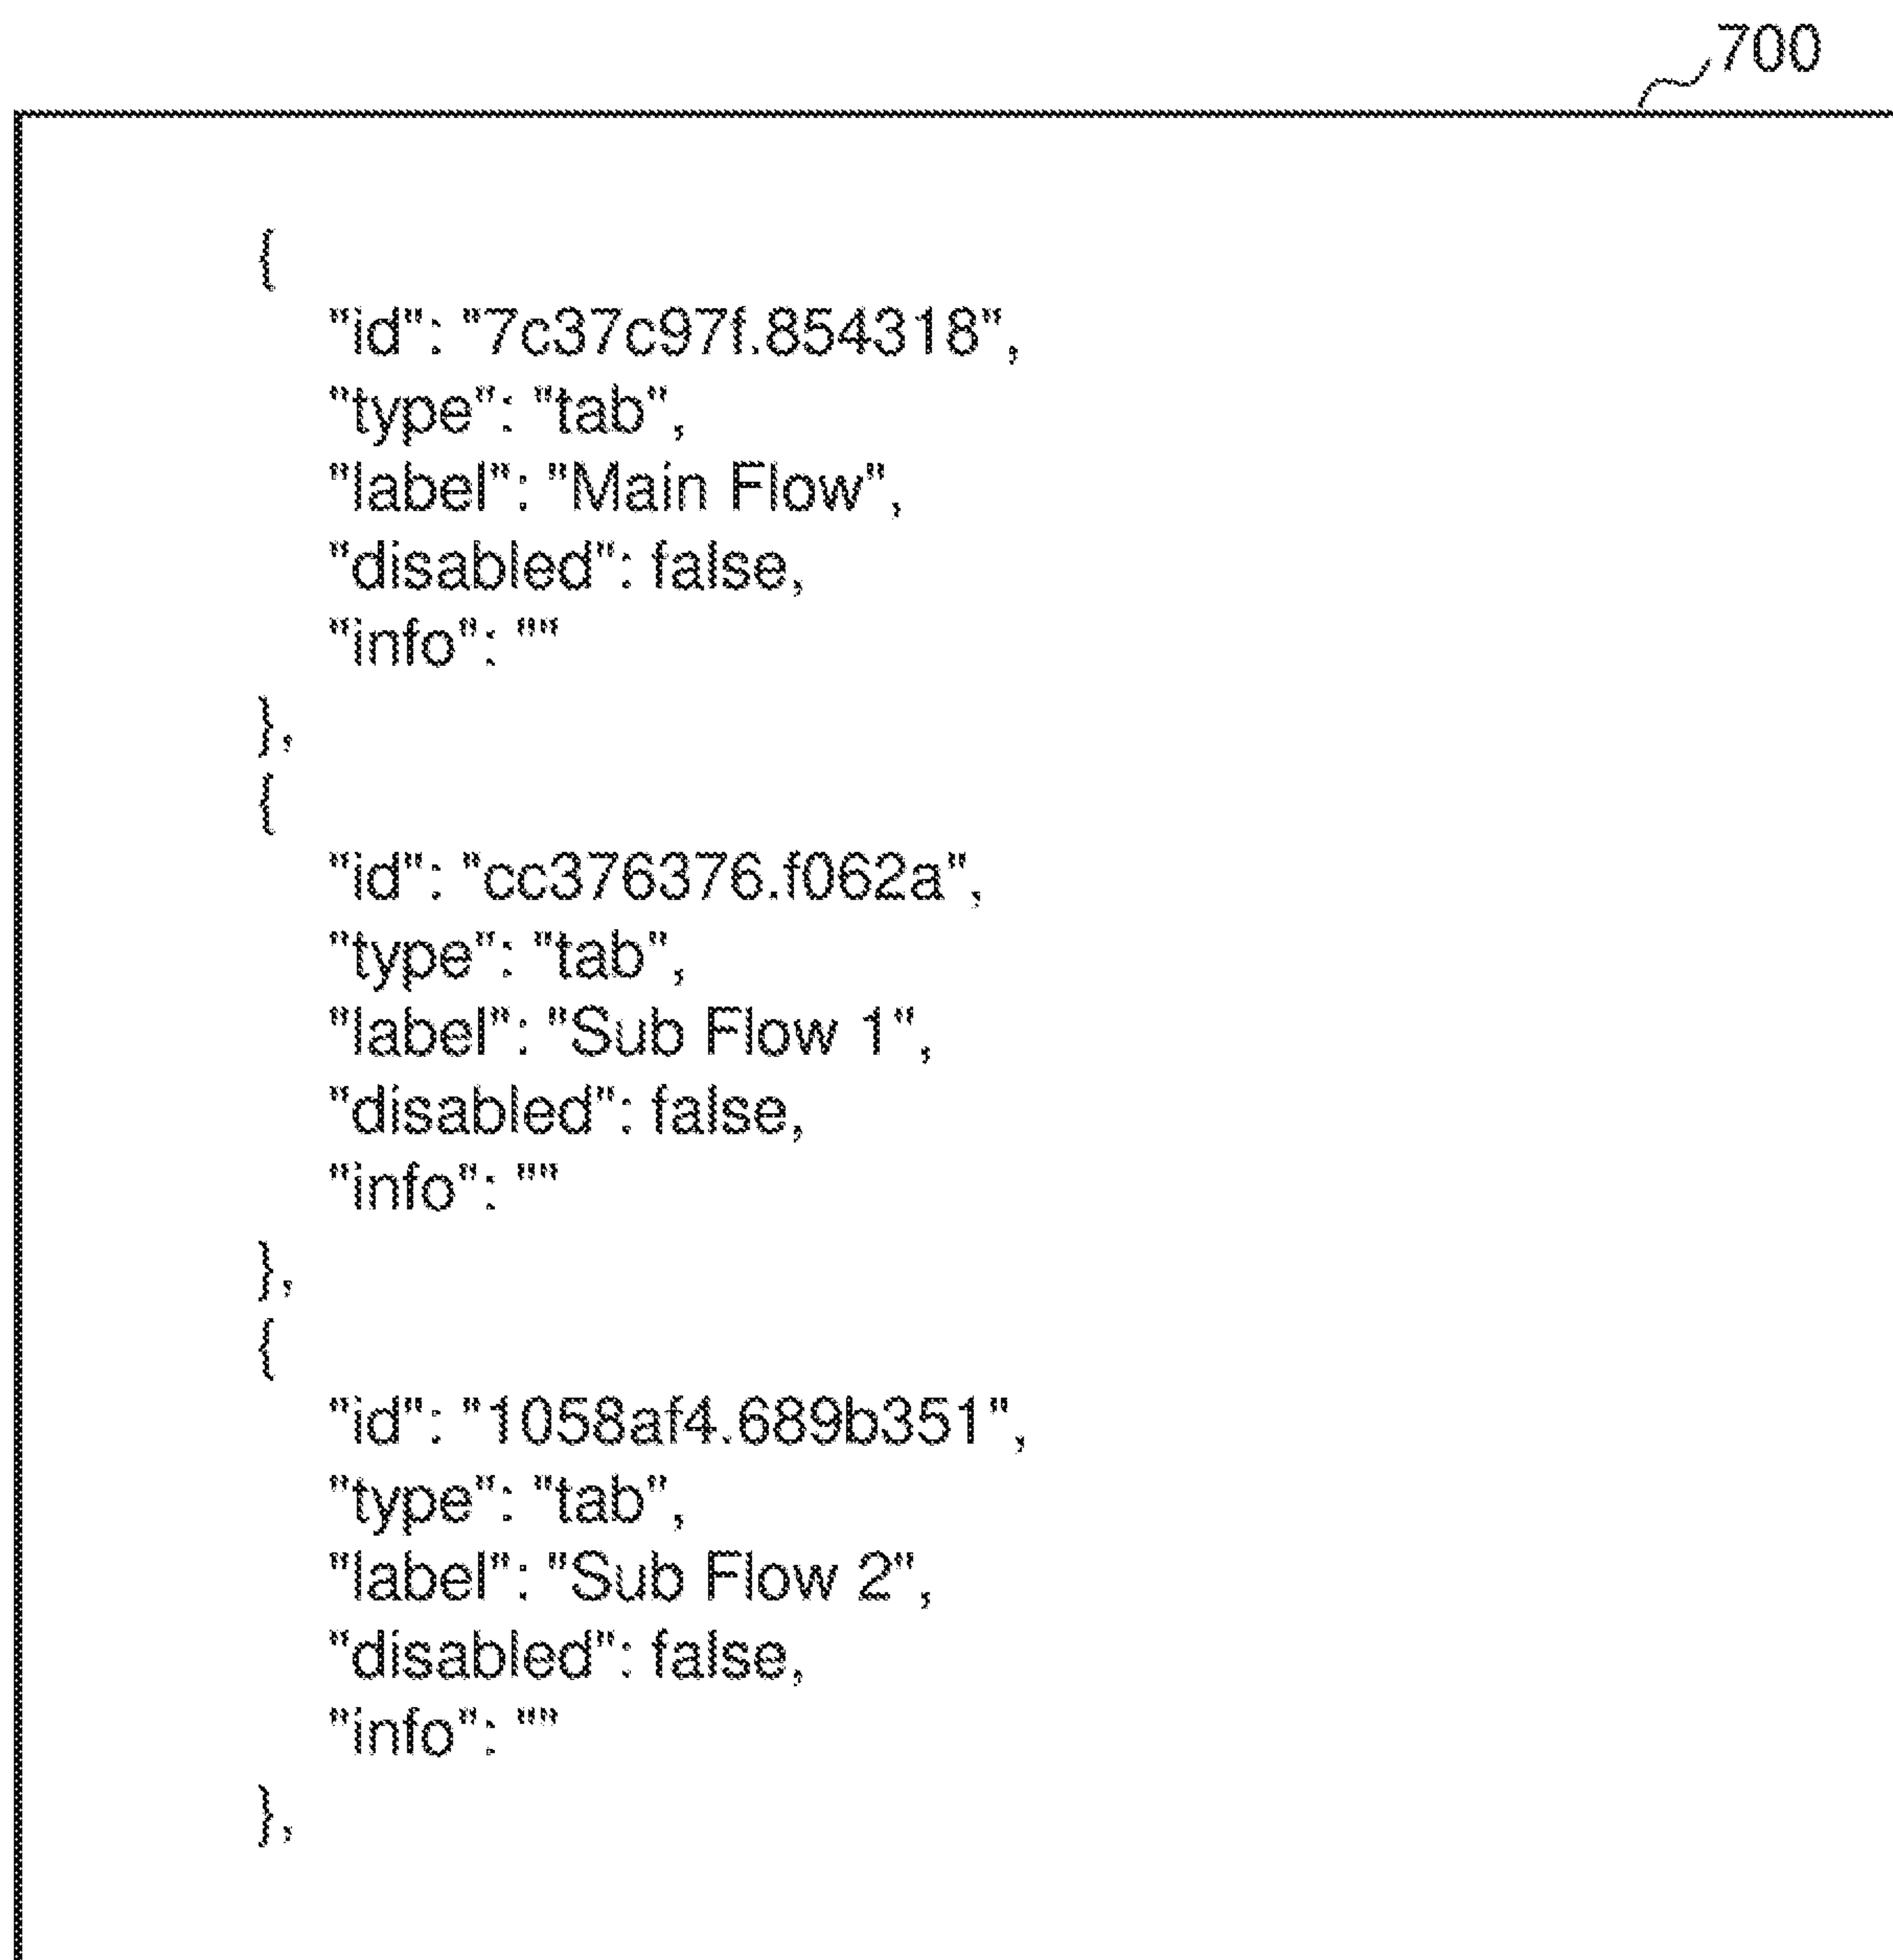 700
{
"id": "7c37c97f.854318",
"type": "tab",
"label": "Main Flow",
"disabled": false,
"info": ""
},
{
"id": "cc376376.f062a",
"type": "tab",
"label": "Sub Flow 1",
"disabled": false,
"info": ""
},
{
"id": "1058af4.689b351",
"type": "tab",
"label": "Sub Flow 2",
"disabled": false,
"info": ""
},